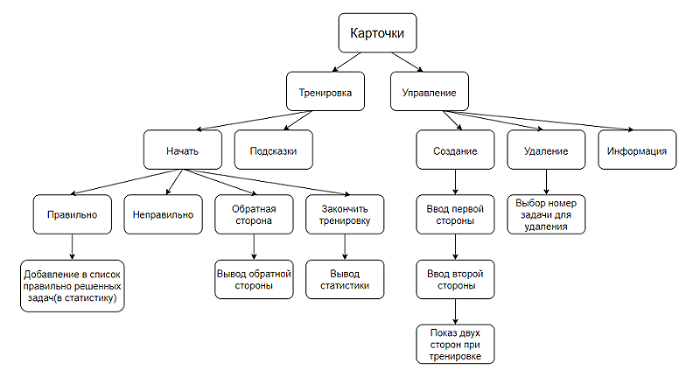 Карточки
Тренировка
Управление
Начать
Подсказки
Создание
Удаление
Информация
Правильно
Неправильно
Обратная
сторона
Закончить
тренировку
Ввод первой
стороны
Выбор номер
задачи для
удаления
Добавление в список
правильно решенных
задач(в статистику)
Вывод обратной
стороны
Вывод
статистики
Ввод второй
стороны
Показ двух
сторон при
тренировке